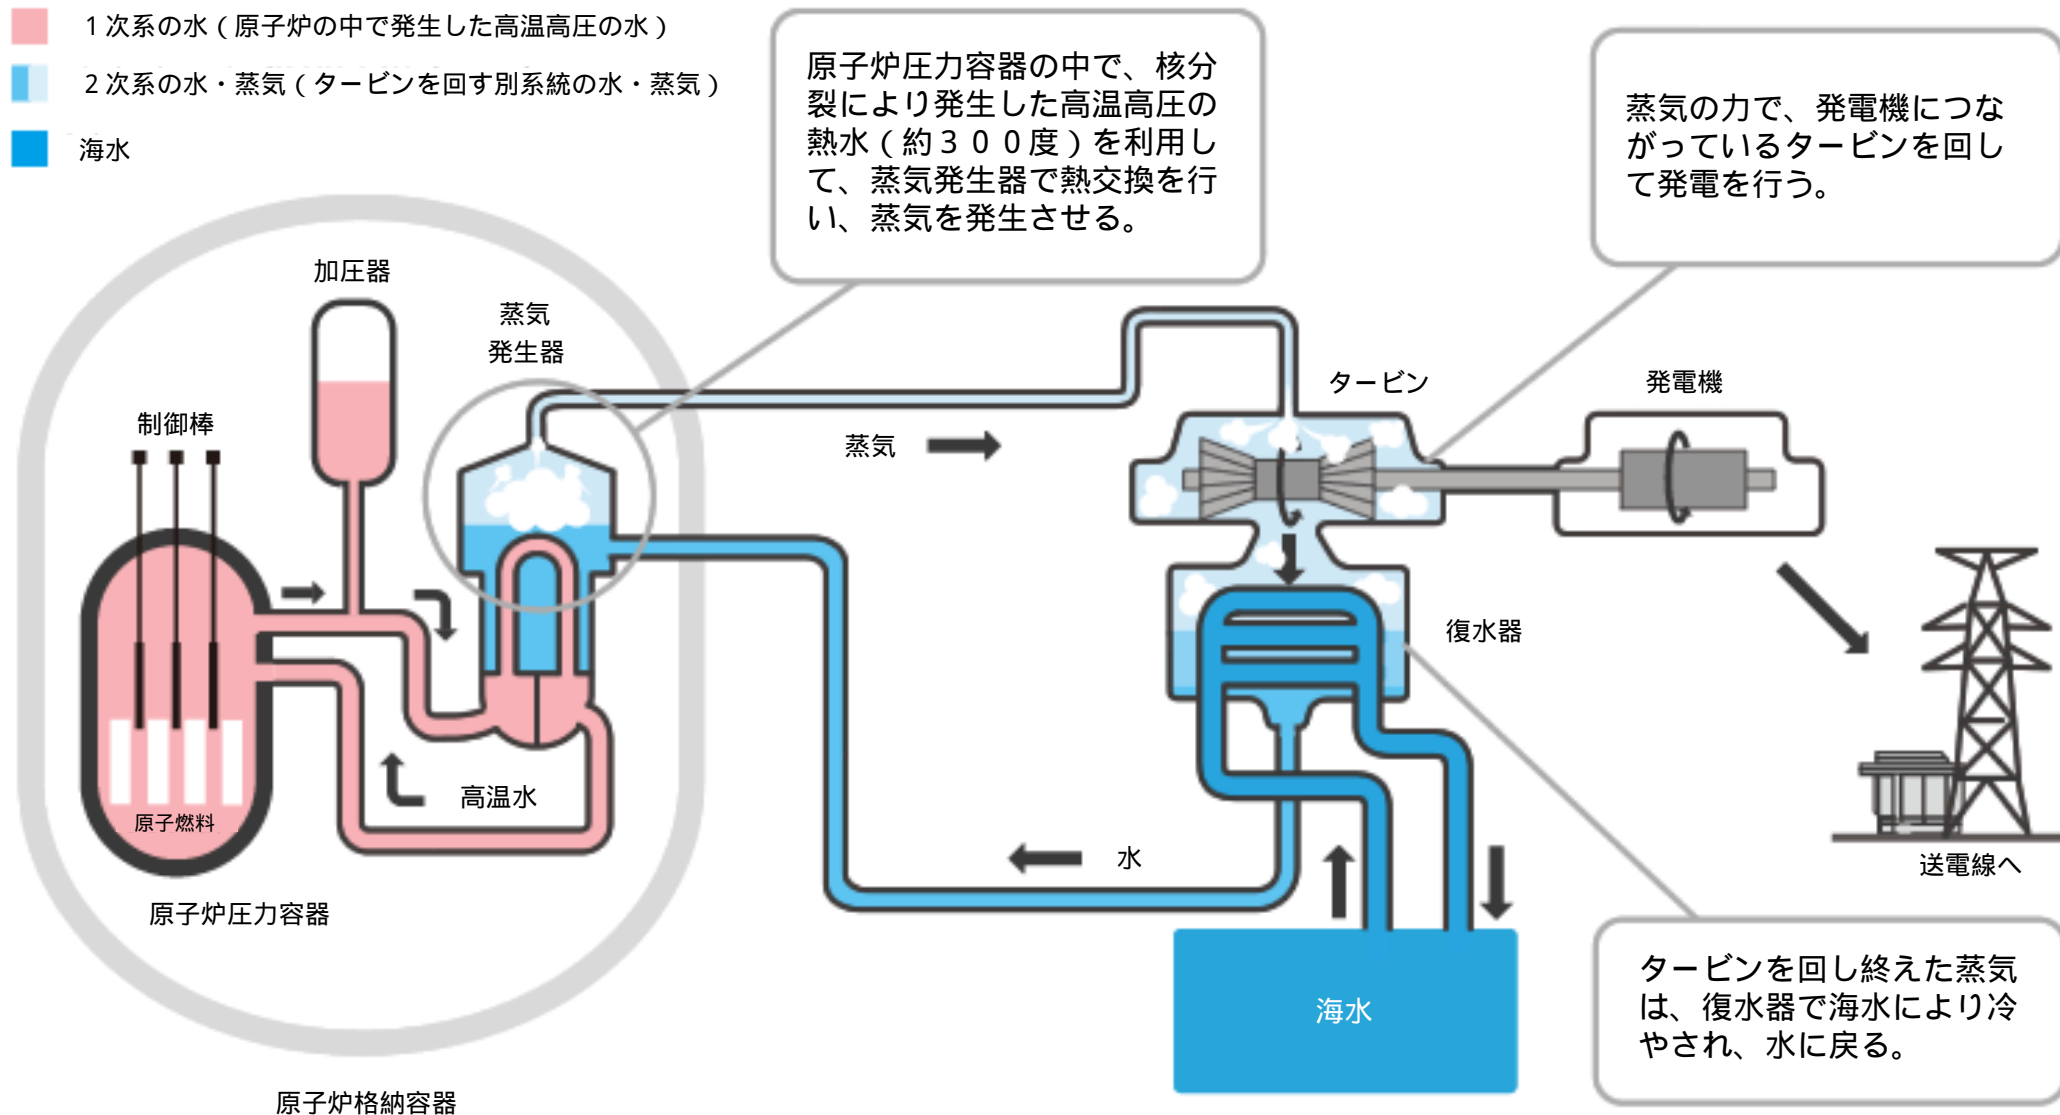 １次系の水（原子炉の中で発生した高温高圧の水）
２次系の水・蒸気（タービンを回す別系統の水・蒸気）
海水
原子炉圧力容器の中で、核分
裂により発生した高温高圧の
熱水（約３００度）を利用し
て、蒸気発生器で熱交換を行
い、蒸気を発生させる。
蒸気の力で、発電機につな
がっているタービンを回し
て発電を行う。
加圧器
蒸気
発生器
制御棒
蒸気
タービン
発電機
復水器
高温水
原子燃料
水
送電線へ
原子炉圧力容器
海水
タービンを回し終えた蒸気
は、復水器で海水により冷
やされ、水に戻る。
原子炉格納容器